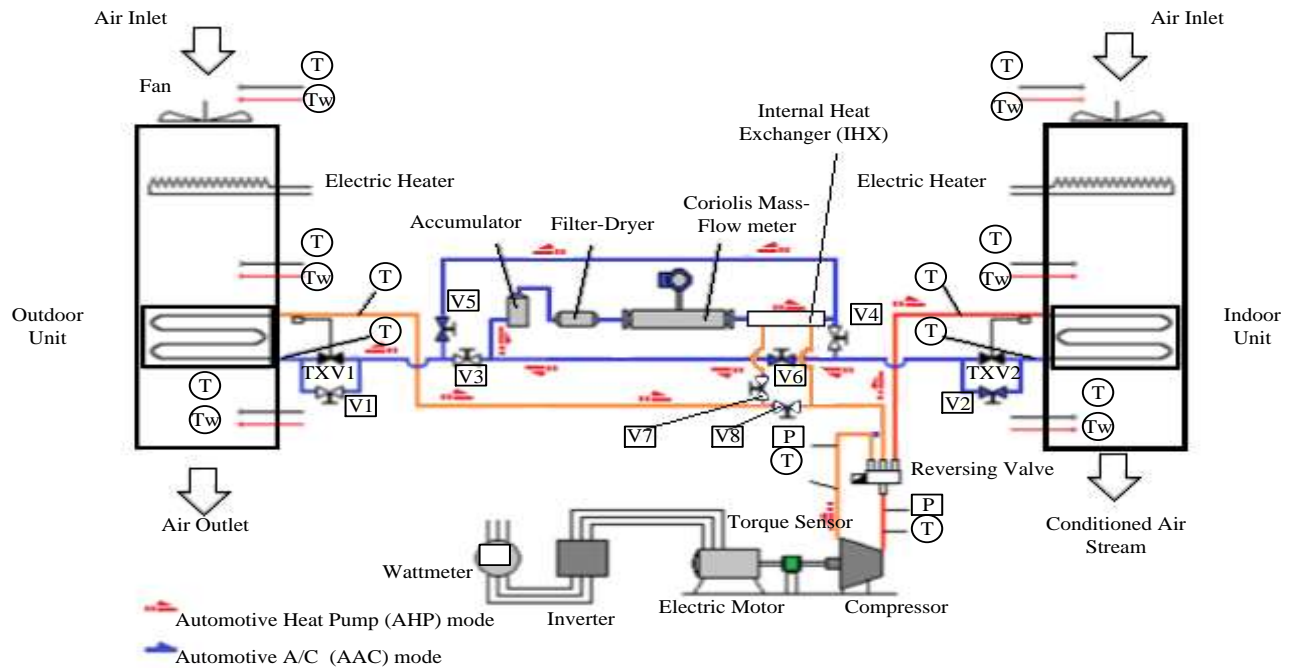 Air Inlet
Air Inlet
T
T
Fan
Tw
Tw
Internal Heat
Exchanger (IHX)
Electric Heater
Electric Heater
Coriolis Mass-
Flow meter
Accumulator
Filter-Dryer
T
T
Tw
T
T
Tw
V5
V4
Outdoor
Unit
Indoor
Unit
T
T
TXV1
V3
V6
TXV2
T
T
V1
V2
Tw
Tw
V7
V8
P
T
Reversing Valve
P
T
Air Outlet
Torque Sensor
Conditioned Air
Stream
Wattmeter
Inverter
Electric Motor
Compressor
Automotive Heat Pump (AHP) mode
Automotive A/C (AAC) mode